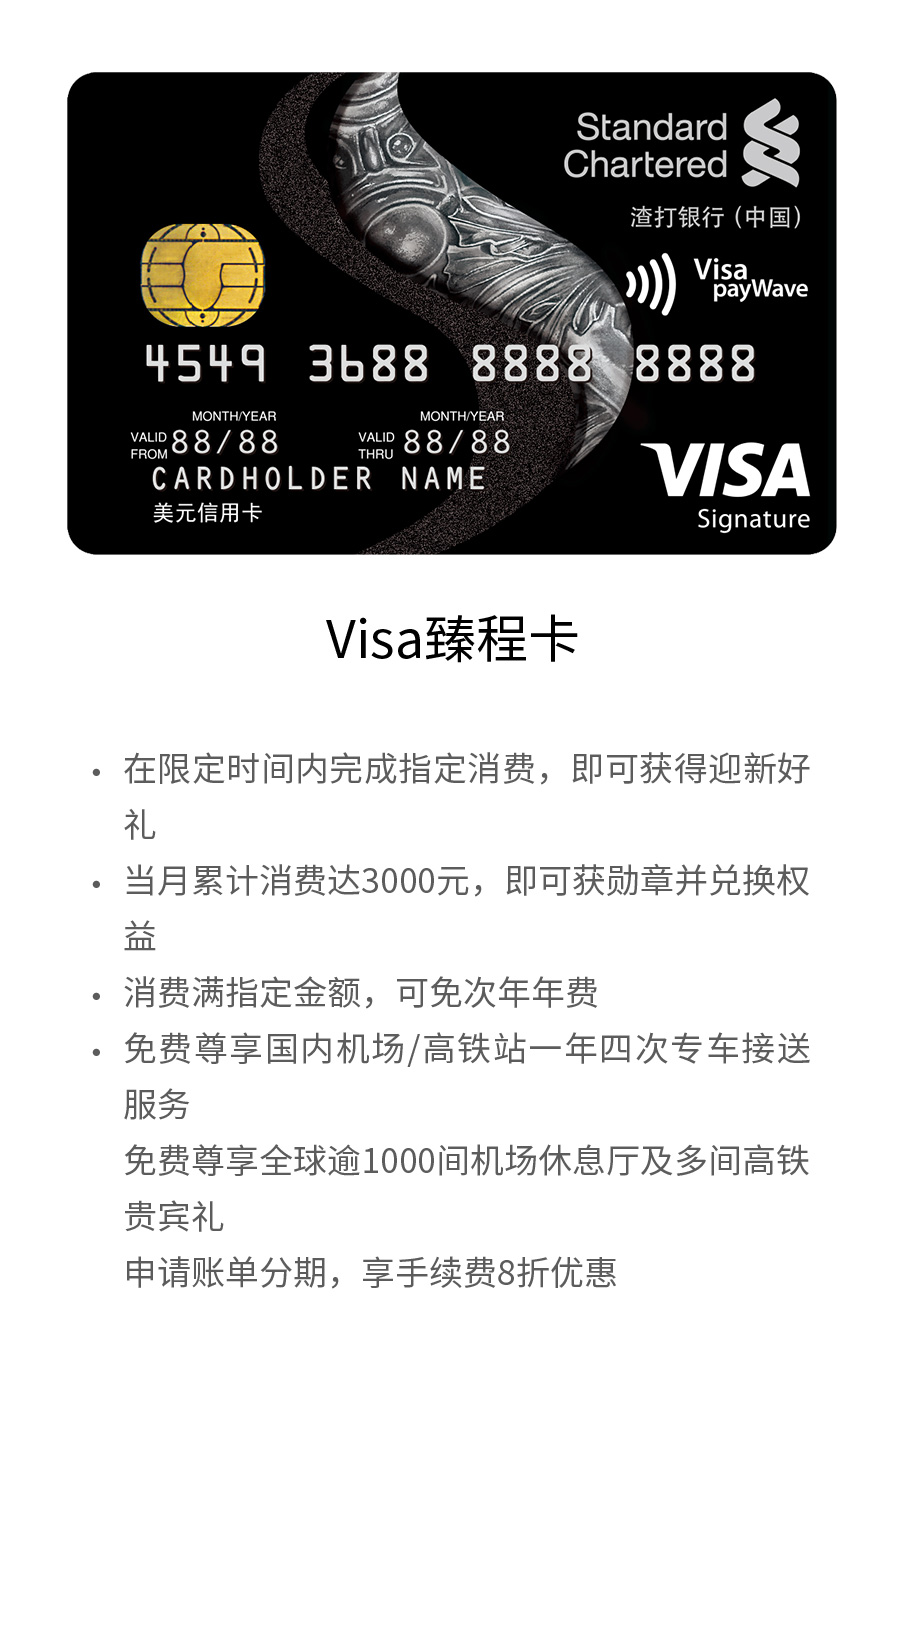 Standard
Chartered
渣打银行（中国）
Visa
payWave
4549 3688 8888 8888
MONTH/YEAR MONTH/YEAR
VALID FROM 88/88 VALID THRU 88/88
CARDHOLDER NAME
美元信用卡
VISA
Signature
Visa臻程卡
• 在限定时间内完成指定消费，即可获得迎新好
礼
• 当月累计消费达3000元，即可获勋章并兑换权
益
• 消费满指定金额，可免次年年费
• 免费尊享国内机场/高铁站一年四次专车接送
服务
免费尊享全球逾1000间机场休息厅及多间高铁
贵宾礼
申请账单分期，享手续费8折优惠